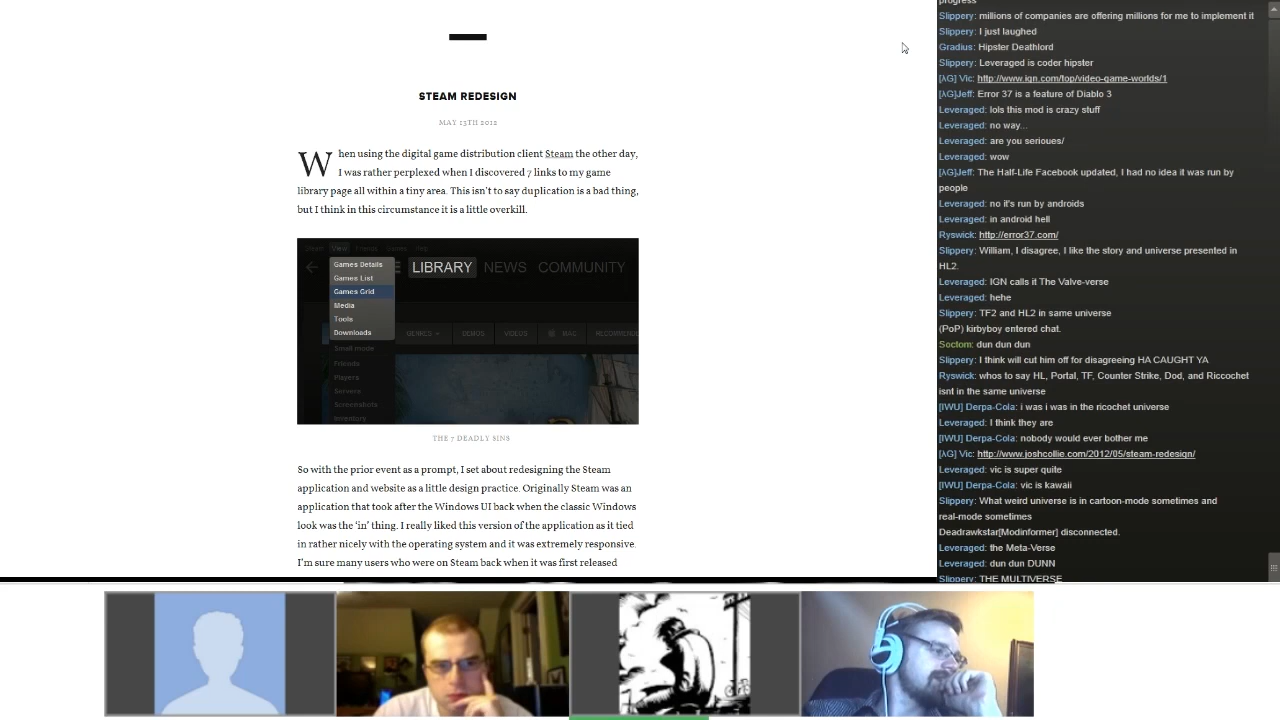 STEAM REDESIGN
MAY 13TH 2012
When using the digital game distribution client Steam the other day,
I was rather perplexed when I discovered 7 links to my game
library page all within a tiny area. This isn't to say duplication is a bad thing,
but I think in this circumstance it is a little overkill.
Steam View Friends Games Help
LIBRARY NEWS COMMUNITY
Games Details
Games List
Games Grid
Media
Tools
Downloads
Small mode
Friends
Players
Servers
Screenshots
Inventory
GENRES DEMOS VIDEOS MAC RECOMMENDE
THE 7 DEADLY SINS
So with the prior event as a prompt, I set about redesigning the Steam
application and website as a little design practice. Originally Steam was an
application that took after the Windows UI back when the classic Windows
look was the 'in' thing. I really liked this version of the application as it tied
in rather nicely with the operating system and it was extremely responsive.
I'm sure many users who were on Steam back when it was first released
progress
Slippery: millions of companies are offering millions for me to implement it
Slippery: I just laughed
Gradius: Hipster Deathlord
Slippery: Leveraged is coder hipster
[λG] Vic: http://www.ign.com/top/video-game-worlds/1
[λG]Jeff: Error 37 is a feature of Diablo 3
Leveraged: lols this mod is crazy stuff
Leveraged: no way...
Leveraged: are you serioues/
Leveraged: wow
[λG]Jeff: The Half-Life Facebook updated, I had no idea it was run by
people
Leveraged: no it's run by androids
Leveraged: in android hell
Ryswick: http://error37.com/
Slippery: William, I disagree, I like the story and universe presented in
HL2.
Leveraged: IGN calls it The Valve-verse
Leveraged: hehe
Slippery: TF2 and HL2 in same universe
(PoP) kirbyboy entered chat.
Soctom: dun dun dun
Slippery: I think will cut him off for disagreeing HA CAUGHT YA
Ryswick: whos to say HL, Portal, TF, Counter Strike, Dod, and Riccochet
isnt in the same universe
[IWU] Derpa-Cola: i was i was in the ricochet universe
Leveraged: I think they are
[IWU] Derpa-Cola: nobody would ever bother me
[λG] Vic: http://www.joshcollie.com/2012/05/steam-redesign/
Leveraged: vic is super quite
[IWU] Derpa-Cola: vic is kawaii
Slippery: What weird universe is in cartoon-mode sometimes and
real-mode sometimes
Deadrawkstar[Modinformer] disconnected.
Leveraged: the Meta-Verse
Leveraged: dun dun DUNN
Slippery: THE MULTIVERSE